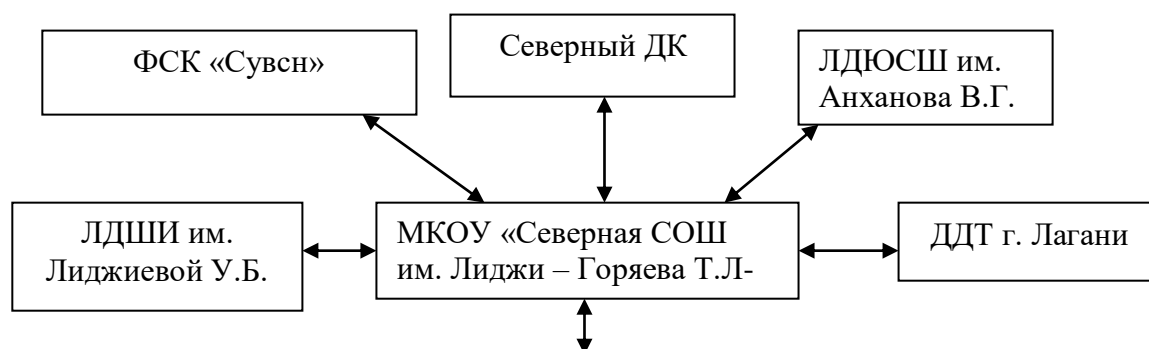 ФСК «Сувсн»
Северный ДК
ЛДЮСШ им.
Анханова В.Г.
ЛДШИ им.
Лиджиевой У.Б.
МКОУ «Северная СОШ
им. Лиджи – Горяева Т.Л-
ДДТ г. Лагани